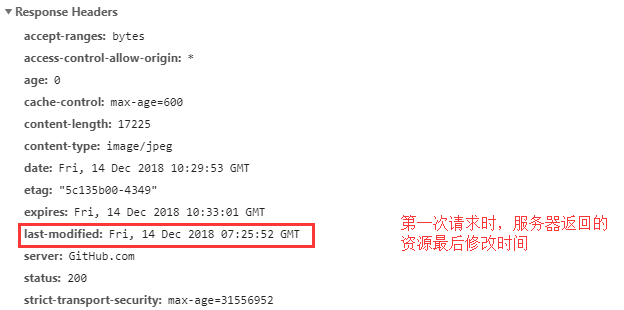 Response Headers
accept-ranges: bytes
access-control-allow-origin: *
age: 0
cache-control: max-age=600
content-length: 17225
content-type: image/jpeg
date: Fri, 14 Dec 2018 10:29:53 GMT
etag: "5c135b00-4349"
expires: Fri, 14 Dec 2018 10:33:01 GMT
last-modified: Fri, 14 Dec 2018 07:25:52 GMT
server: GitHub.com
status: 200
strict-transport-security: max-age=31556952
第一次请求时，服务器返回的
资源最后修改时间